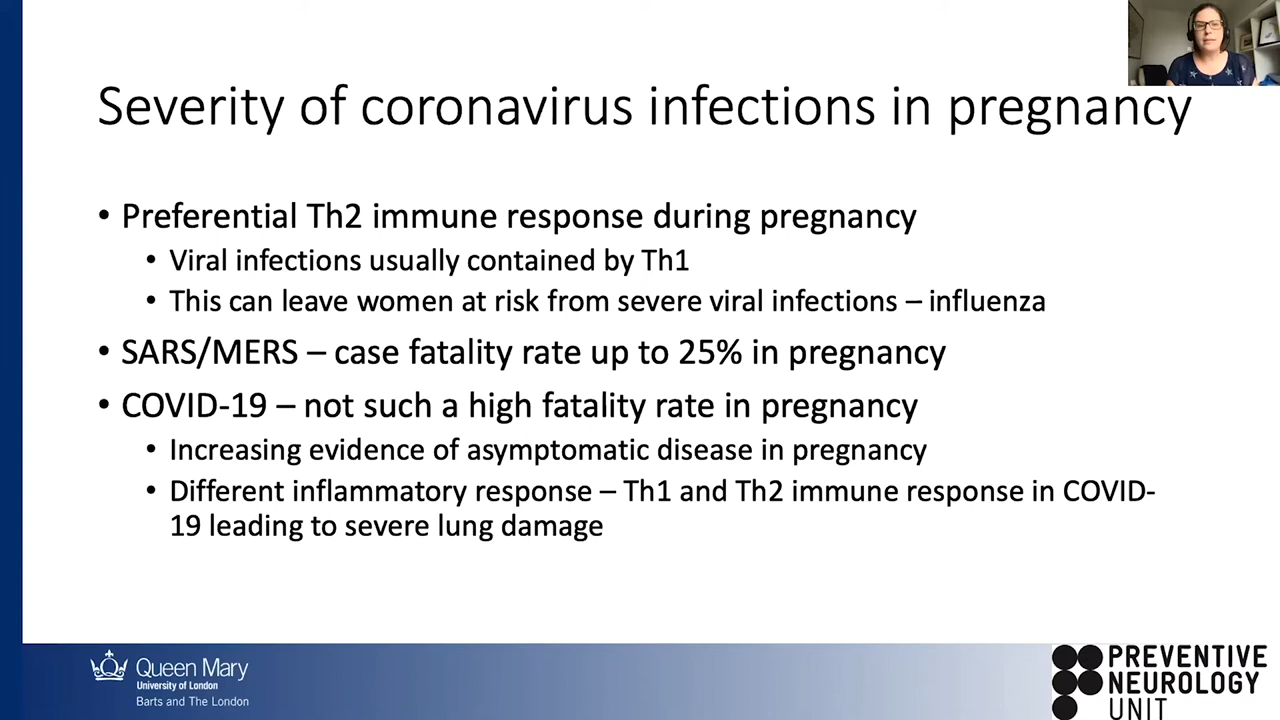 Severity of coronavirus infections in pregnancy
• Preferential Th2 immune response during pregnancy
• Viral infections usually contained by Th1
• This can leave women at risk from severe viral infections – influenza
• SARS/MERS – case fatality rate up to 25% in pregnancy
• COVID-19 – not such a high fatality rate in pregnancy
• Increasing evidence of asymptomatic disease in pregnancy
• Different inflammatory response – Th1 and Th2 immune response in COVID-
19 leading to severe lung damage
Queen Mary
University of London
Barts and The London
PREVENTIVE
NEUROLOGY
UNIT